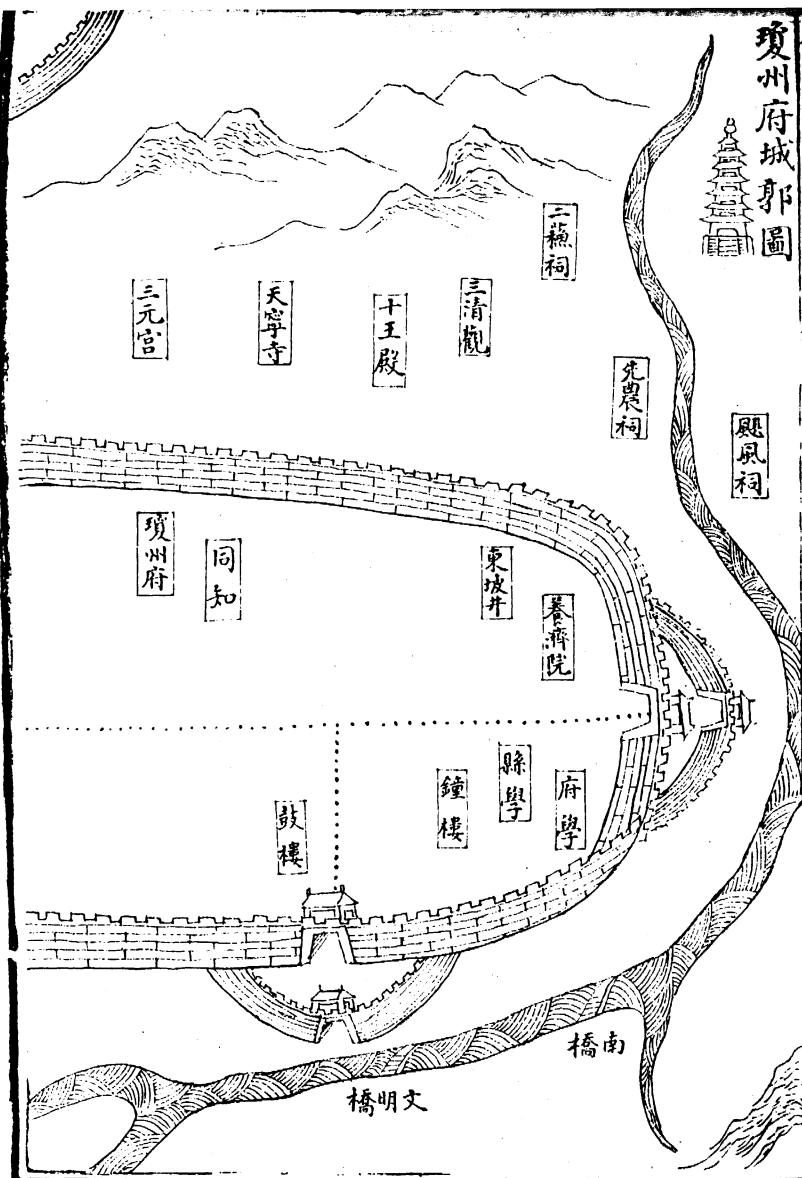 瓊州府城郭圖
二蘓祠
三清觀
十王殿
天寧寺
三元宮
颶風祠
先農祠
養濟院
東坡井
同知
瓊州府
府學
縣學
鐘樓
鼓樓
南橋
文明橋